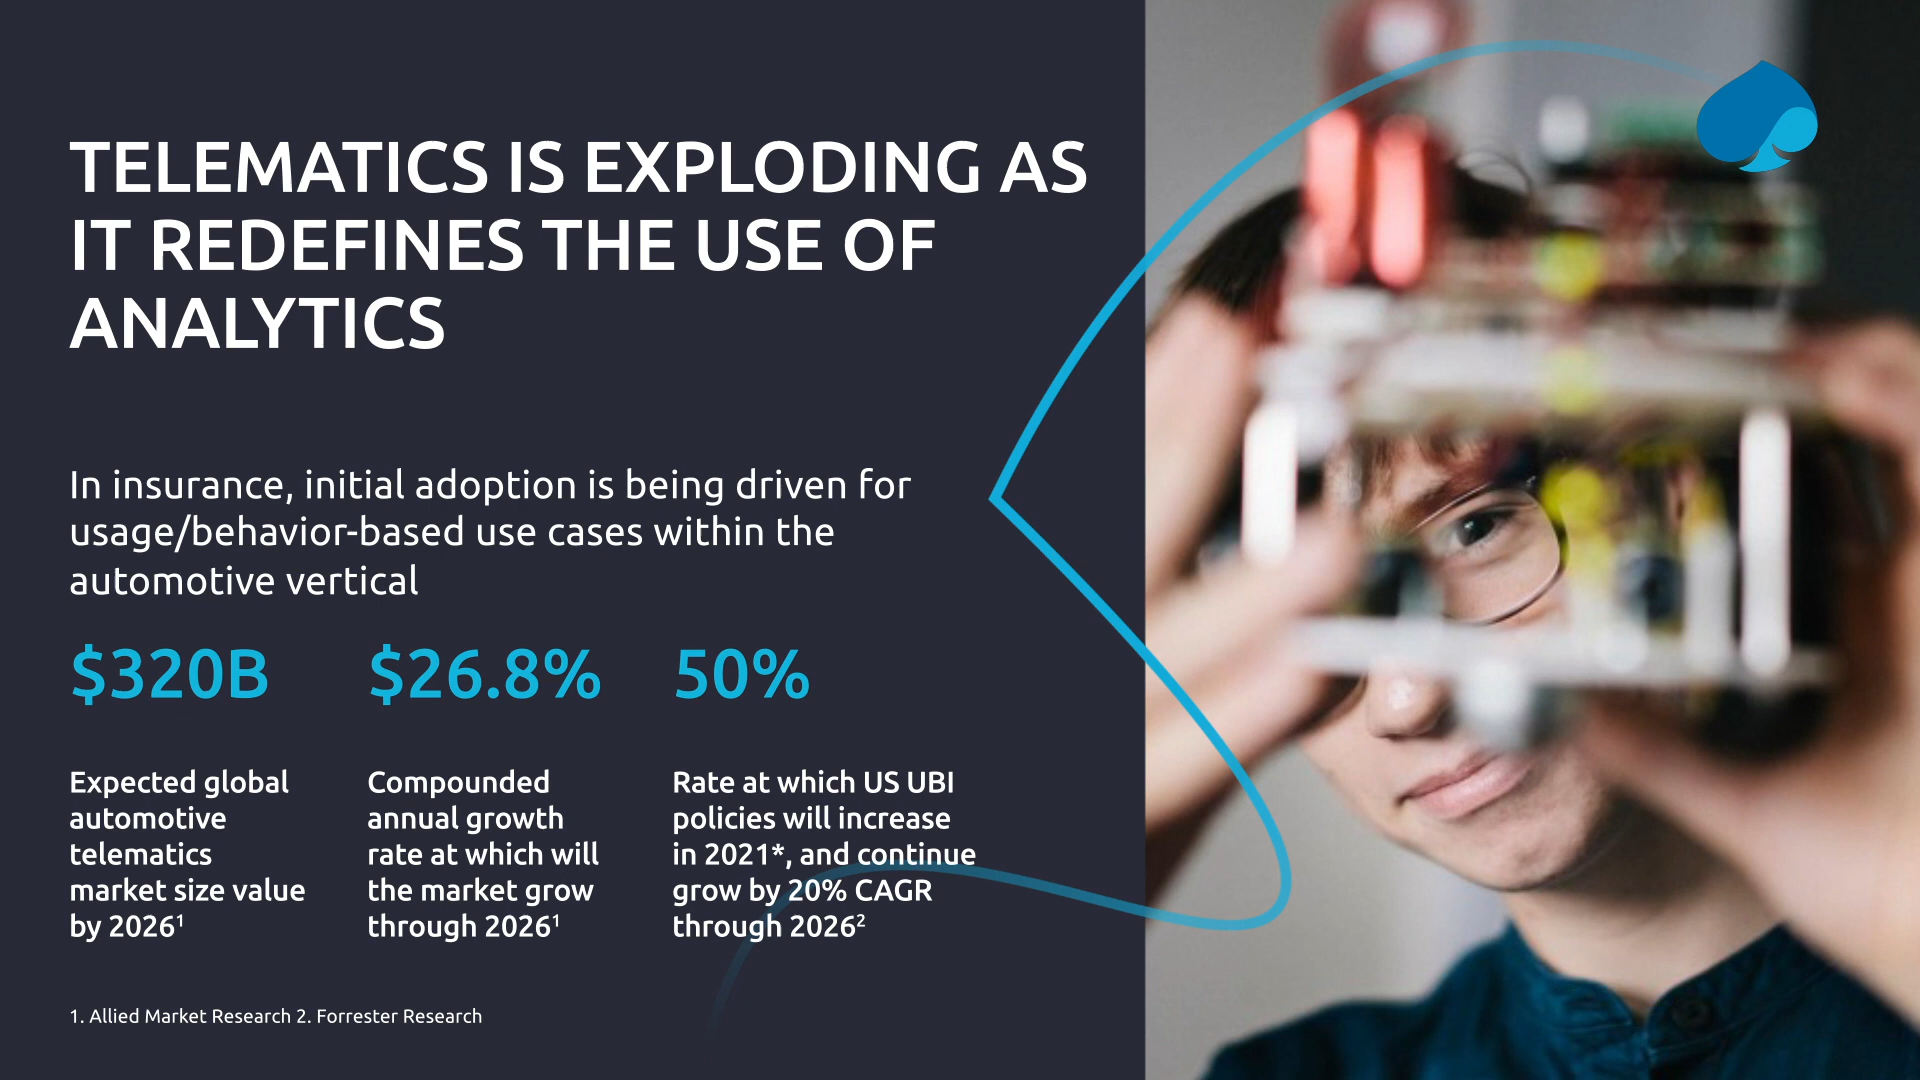 TELEMATICS IS EXPLODING AS
IT REDEFINES THE USE OF
ANALYTICS
In insurance, initial adoption is being driven for
usage/behavior-based use cases within the
automotive vertical
$320B
Expected global
automotive
telematics
market size value
by 2026¹
$26.8%
Compounded
annual growth
rate at which will
the market grow
through 2026¹
50%
Rate at which US UBI
policies will increase
in 2021*, and continue
grow by 20% CAGR
through 2026²
1. Allied Market Research 2. Forrester Research